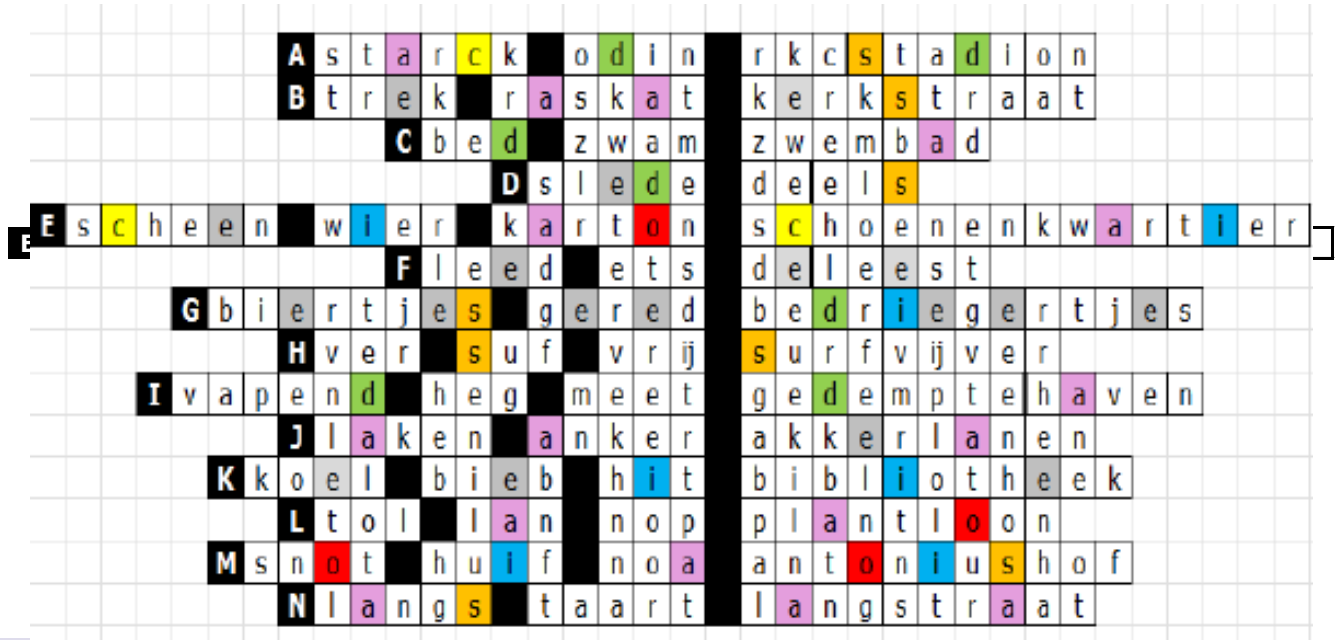 A starck odin rkcstadion
B trek raskat kerkstraat
C bed zwam zwembad
D slede deels
E scheen wier karton schoenenkwartier
F leed ets deleest
G biertjes gered bedriegertjes
H ver suf vrij surfvijver
I vapend heg meet gedemptehaven
J laken anker akkerlanen
K koel bieb hit bibliotheek
L tol lan nop plantloon
M snot huif noa antoniushof
N langs taart langstraat